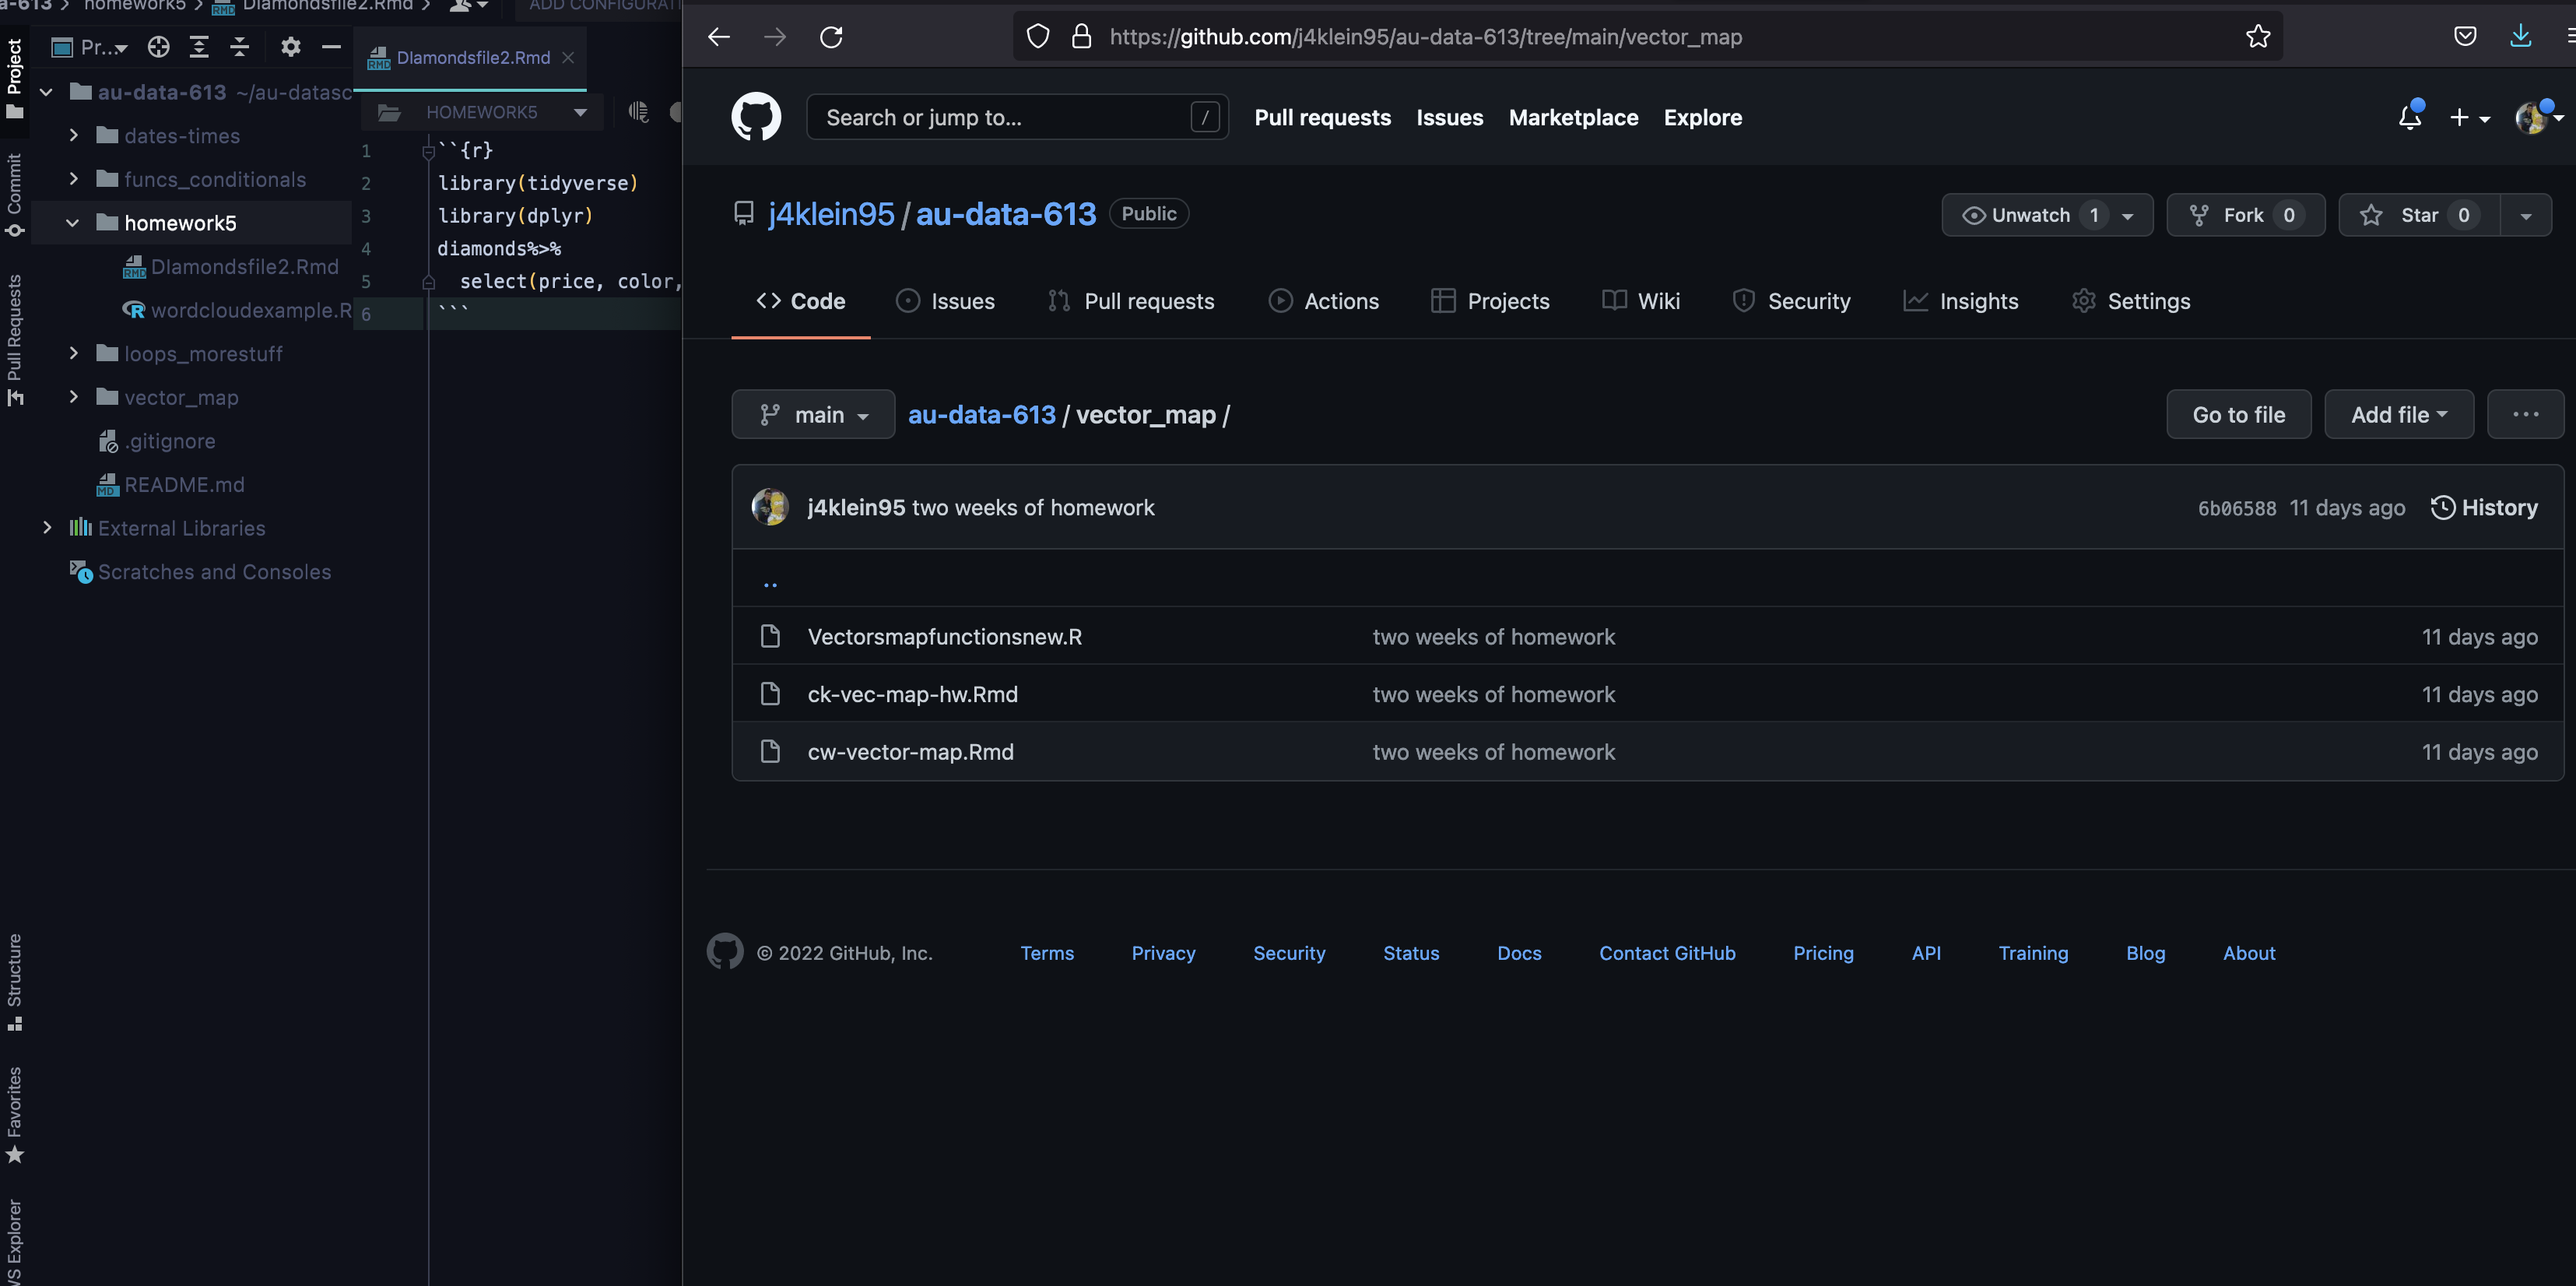 a-613 > homework5 > DIamondsfile2.Rmd >
ADD CONFIGURATI
Project
Commit
Pull Requests
Structure
Favorites
WS Explorer
Pr...
au-data-613 ~/au-datasc
dates-times
funcs_conditionals
homework5
DIamondsfile2.Rmd
wordcloudexample.R
loops_morestuff
vector_map
.gitignore
README.md
External Libraries
Scratches and Consoles
DIamondsfile2.Rmd
HOMEWORK5
1 ``{r}
2 library(tidyverse)
3 library(dplyr)
4 diamonds%>%
5 select(price, color,
6 ```
https://github.com/j4klein95/au-data-613/tree/main/vector_map
Search or jump to... /
Pull requests Issues Marketplace Explore
j4klein95 / au-data-613 Public
Unwatch 1 Fork 0 Star 0
Code Issues Pull requests Actions Projects Wiki Security Insights Settings
main au-data-613 / vector_map /
Go to file Add file ...
j4klein95 two weeks of homework 6b06588 11 days ago History
..
Vectorsmapfunctionsnew.R two weeks of homework 11 days ago
ck-vec-map-hw.Rmd two weeks of homework 11 days ago
cw-vector-map.Rmd two weeks of homework 11 days ago
© 2022 GitHub, Inc. Terms Privacy Security Status Docs Contact GitHub Pricing API Training Blog About